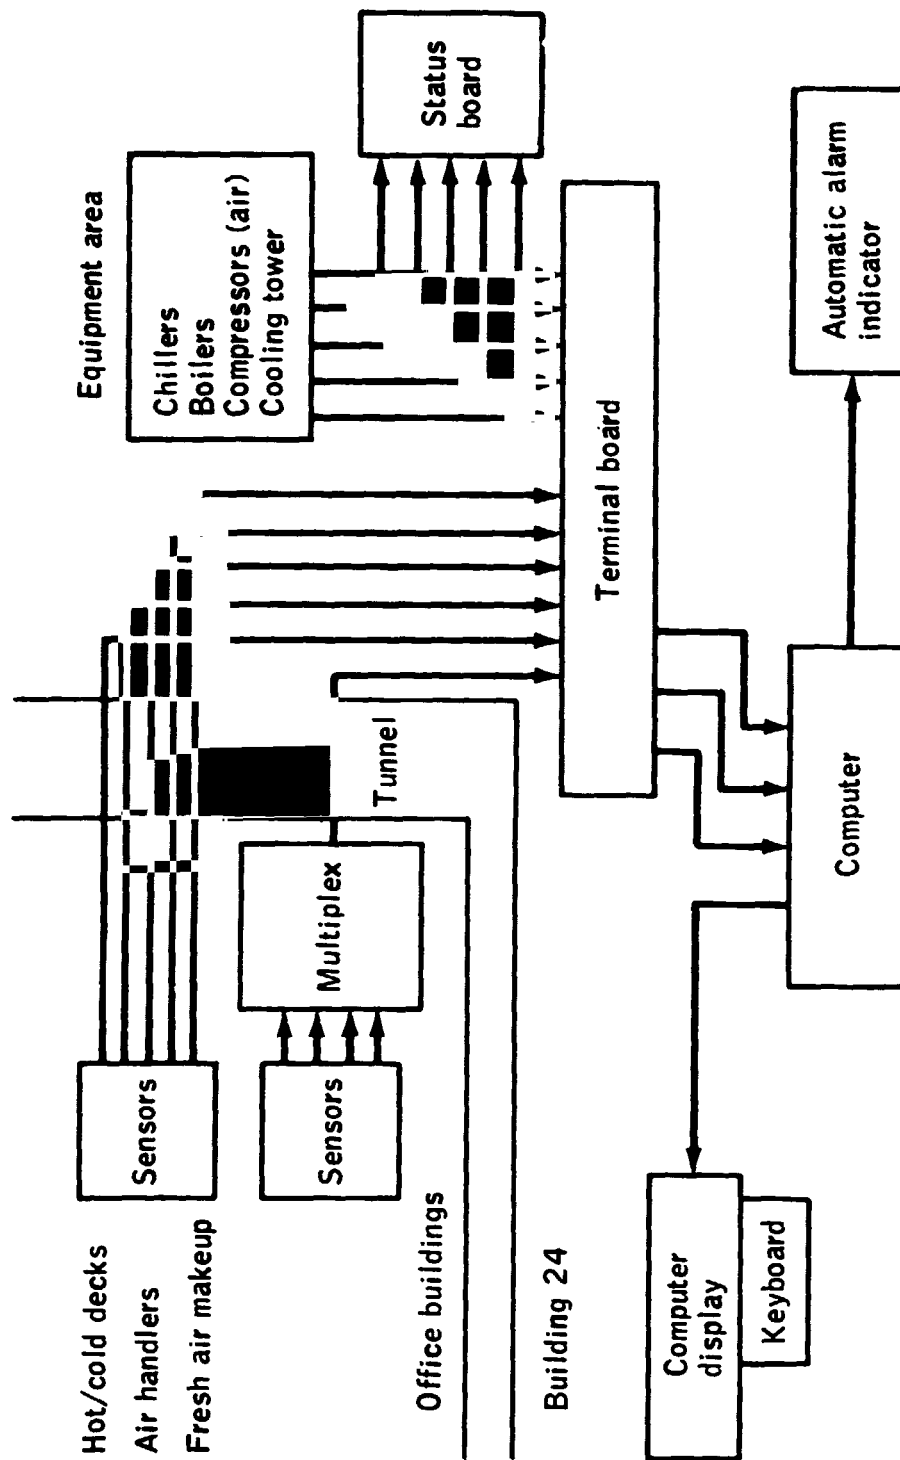 Hot/cold decks
Air handlers
Fresh air makeup
Sensors
Sensors
Multiplex
Tunnel
Office buildings
Building 24
Equipment area
Chillers
Boilers
Compressors (air)
Cooling tower
Status
board
Terminal board
Computer
display
Keyboard
Computer
Automatic alarm
indicator